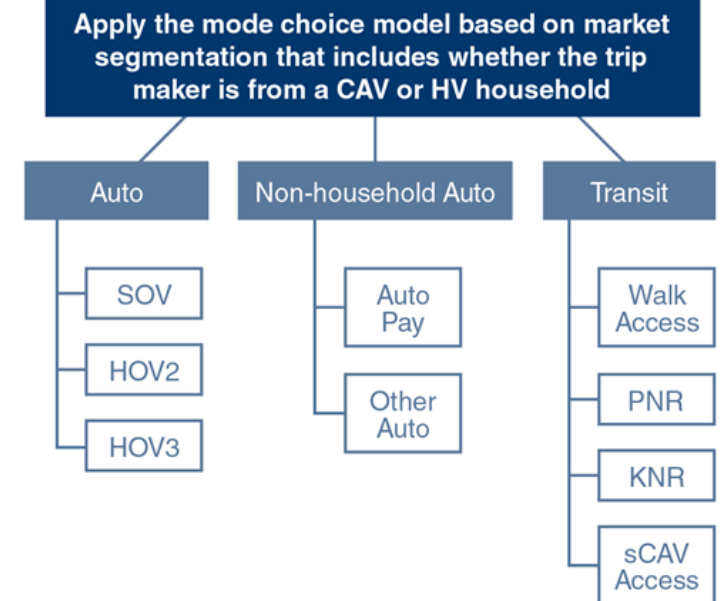 Apply the mode choice model based on market
segmentation that includes whether the trip
maker is from a CAV or HV household
Auto
Non-household Auto
Transit
SOV
HOV2
HOV3
Auto
Pay
Other
Auto
Walk
Access
PNR
KNR
sCAV
Access